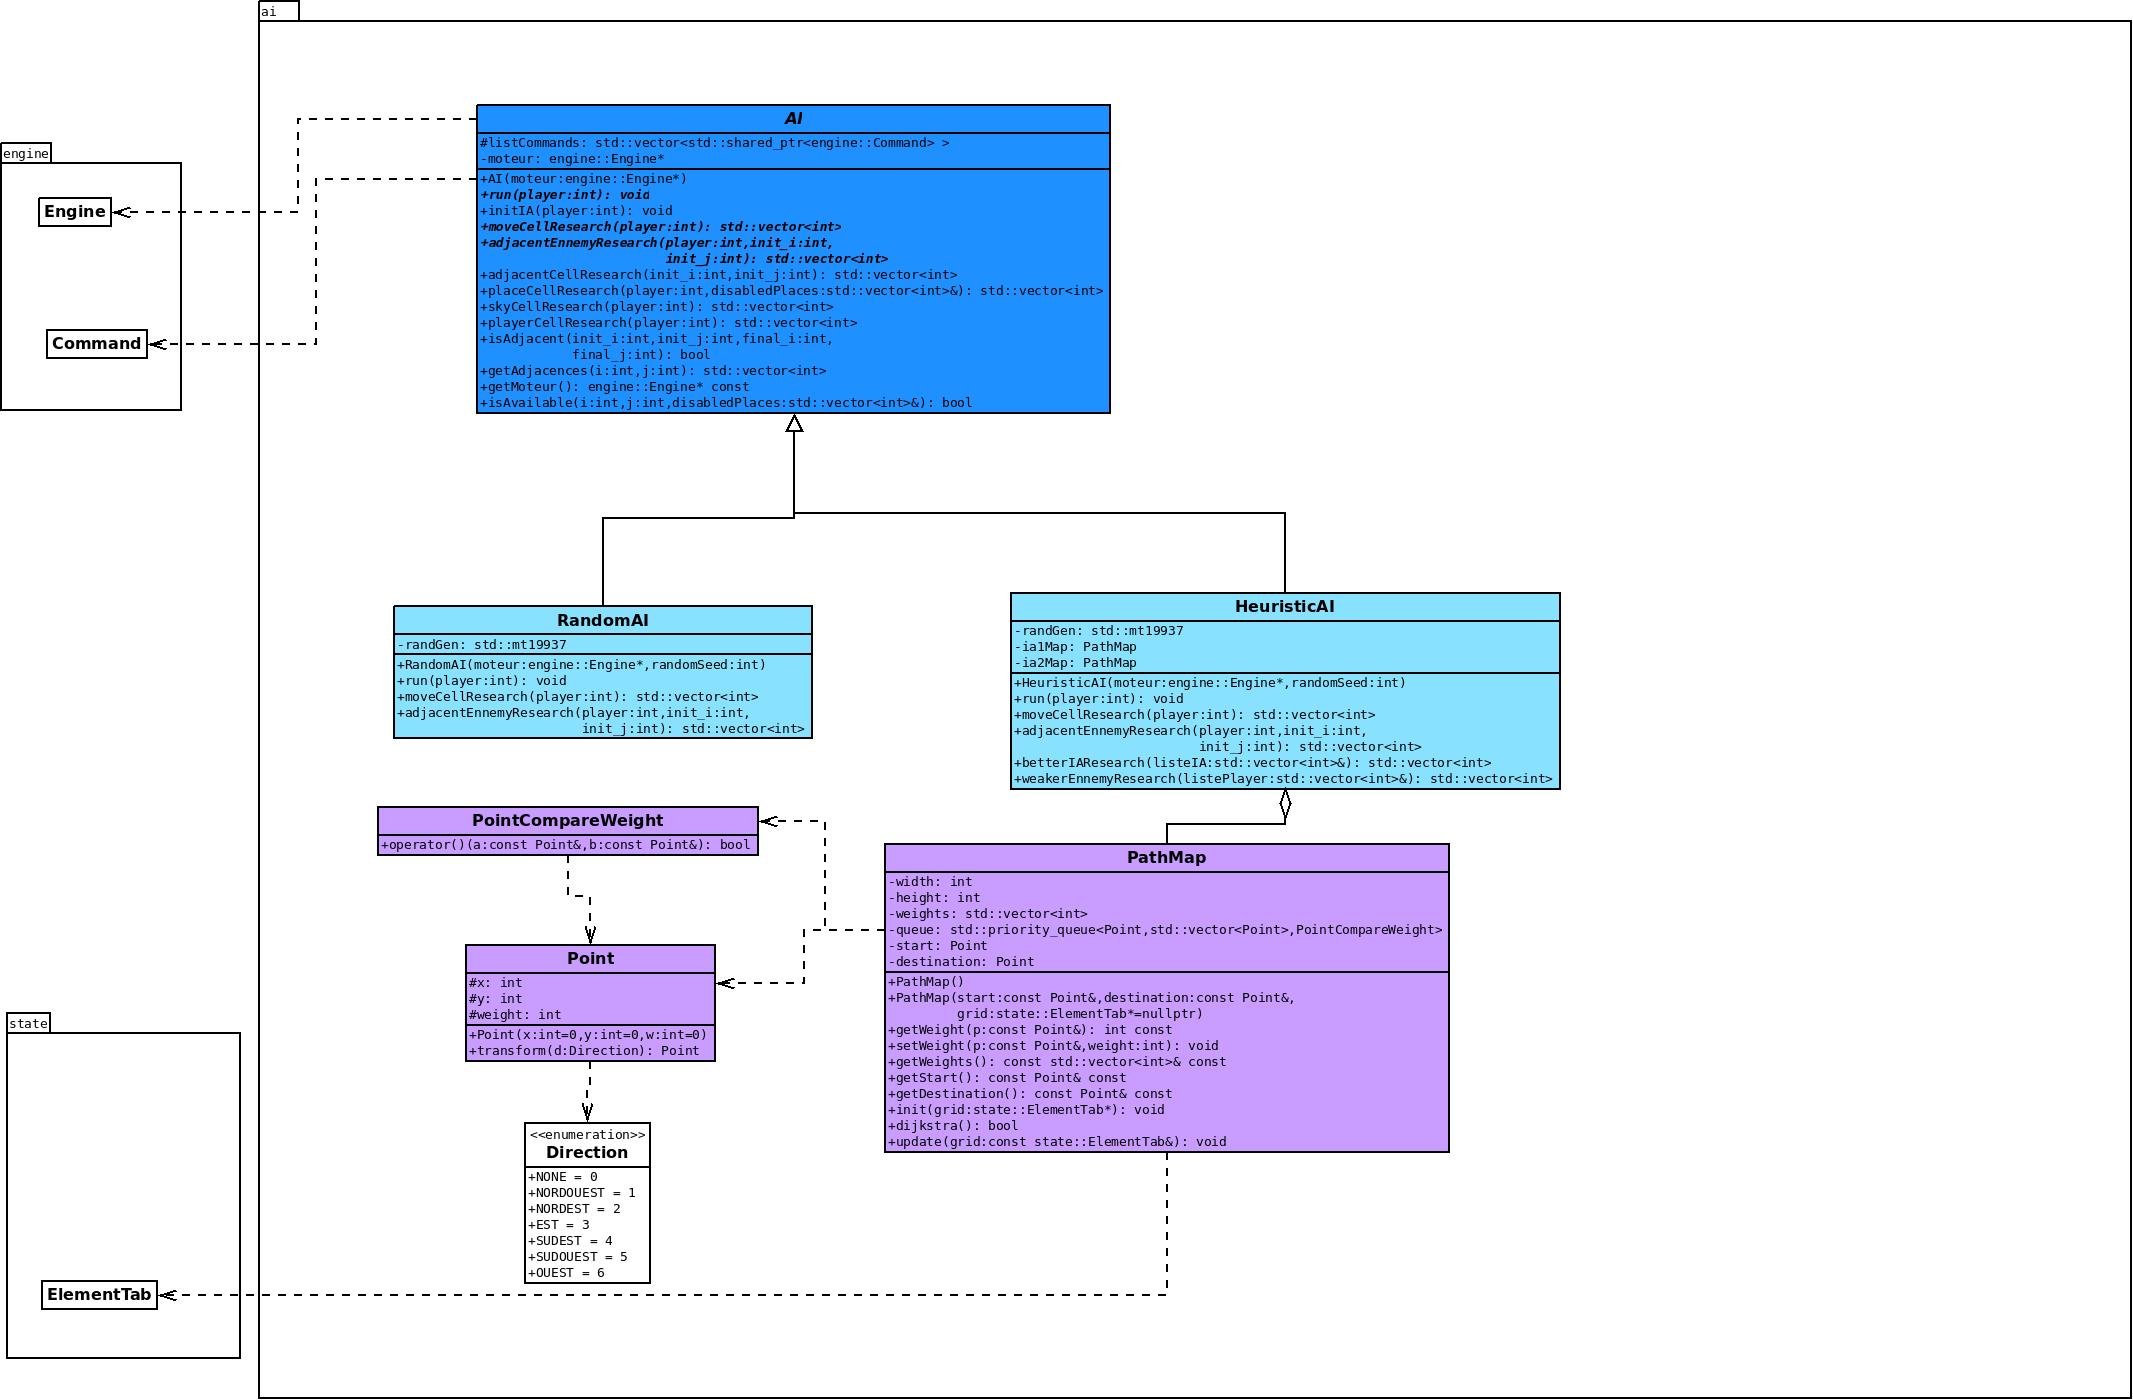 ai
AI
#listCommands: std::vector<std::shared_ptr<engine::Command> >
-moteur: engine::Engine*
+AI(moteur:engine::Engine*)
+run(player:int): void
+initIA(player:int): void
+moveCellResearch(player:int): std::vector<int>
+adjacentEnnemyResearch(player:int,init_i:int,
init_j:int): std::vector<int>
+adjacentCellResearch(init_i:int,init_j:int): std::vector<int>
+placeCellResearch(player:int,disabledPlaces:std::vector<int>&): std::vector<int>
+skyCellResearch(player:int): std::vector<int>
+playerCellResearch(player:int): std::vector<int>
+isAdjacent(init_i:int,init_j:int,final_i:int,
final_j:int): bool
+getAdjacences(i:int,j:int): std::vector<int>
+getMoteur(): engine::Engine* const
+isAvailable(i:int,j:int,disabledPlaces:std::vector<int>&): bool
engine
Engine
Command
RandomAI
-randGen: std::mt19937
+RandomAI(moteur:engine::Engine*,randomSeed:int)
+run(player:int): void
+moveCellResearch(player:int): std::vector<int>
+adjacentEnnemyResearch(player:int,init_i:int,
init_j:int): std::vector<int>
HeuristicAI
-randGen: std::mt19937
-ia1Map: PathMap
-ia2Map: PathMap
+HeuristicAI(moteur:engine::Engine*,randomSeed:int)
+run(player:int): void
+moveCellResearch(player:int): std::vector<int>
+adjacentEnnemyResearch(player:int,init_i:int,
init_j:int): std::vector<int>
+betterIAResearch(listeIA:std::vector<int>&): std::vector<int>
+weakerEnnemyResearch(listePlayer:std::vector<int>&): std::vector<int>
PointCompareWeight
+operator()(a:const Point&,b:const Point&): bool
PathMap
-width: int
-height: int
-weights: std::vector<int>
-queue: std::priority_queue<Point,std::vector<Point>,PointCompareWeight>
-start: Point
-destination: Point
+PathMap()
+PathMap(start:const Point&,destination:const Point&,
grid:state::ElementTab*=nullptr)
+getWeight(p:const Point&): int const
+setWeight(p:const Point&,weight:int): void
+getWeights(): const std::vector<int>& const
+getStart(): const Point& const
+getDestination(): const Point& const
+init(grid:state::ElementTab*): void
+dijkstra(): bool
+update(grid:const state::ElementTab&): void
Point
#x: int
#y: int
#weight: int
+Point(x:int=0,y:int=0,w:int=0)
+transform(d:Direction): Point
<<enumeration>>
Direction
+NONE = 0
+NORDOUEST = 1
+NORDEST = 2
+EST = 3
+SUDEST = 4
+SUDOUEST = 5
+OUEST = 6
state
ElementTab